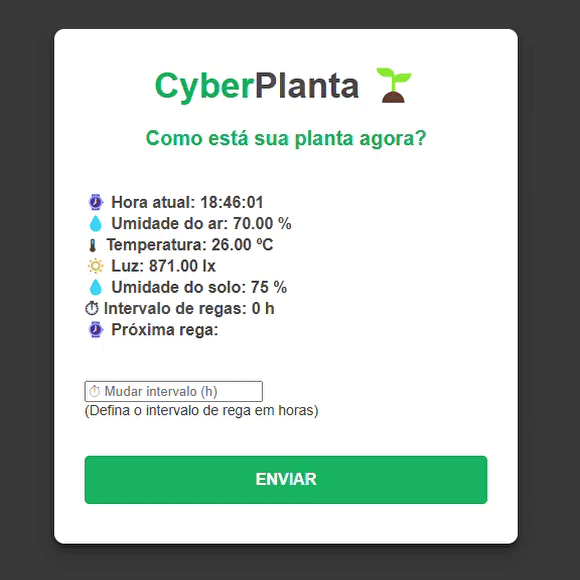 CyberPlanta 🌱
Como está sua planta agora?
⌚ Hora atual: 18:46:01
💧 Umidade do ar: 70.00 %
🌡 Temperatura: 26.00 ºC
🔆 Luz: 871.00 lx
💧 Umidade do solo: 75 %
⏱ Intervalo de regas: 0 h
⌚ Próxima rega:
⏱ Mudar intervalo (h)
(Defina o intervalo de rega em horas)
ENVIAR